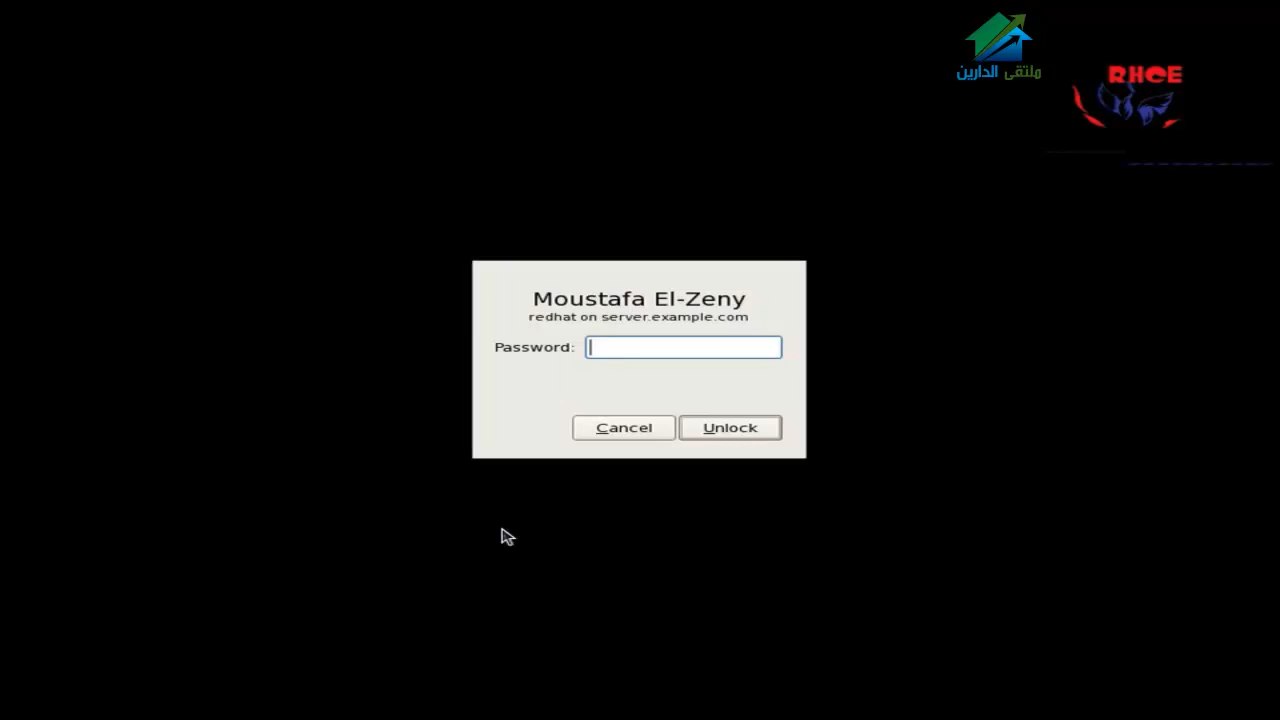 ملتقى الدارين
RHCE
Moustafa El-Zeny
redhat on server.example.com
Password:
Cancel
Unlock